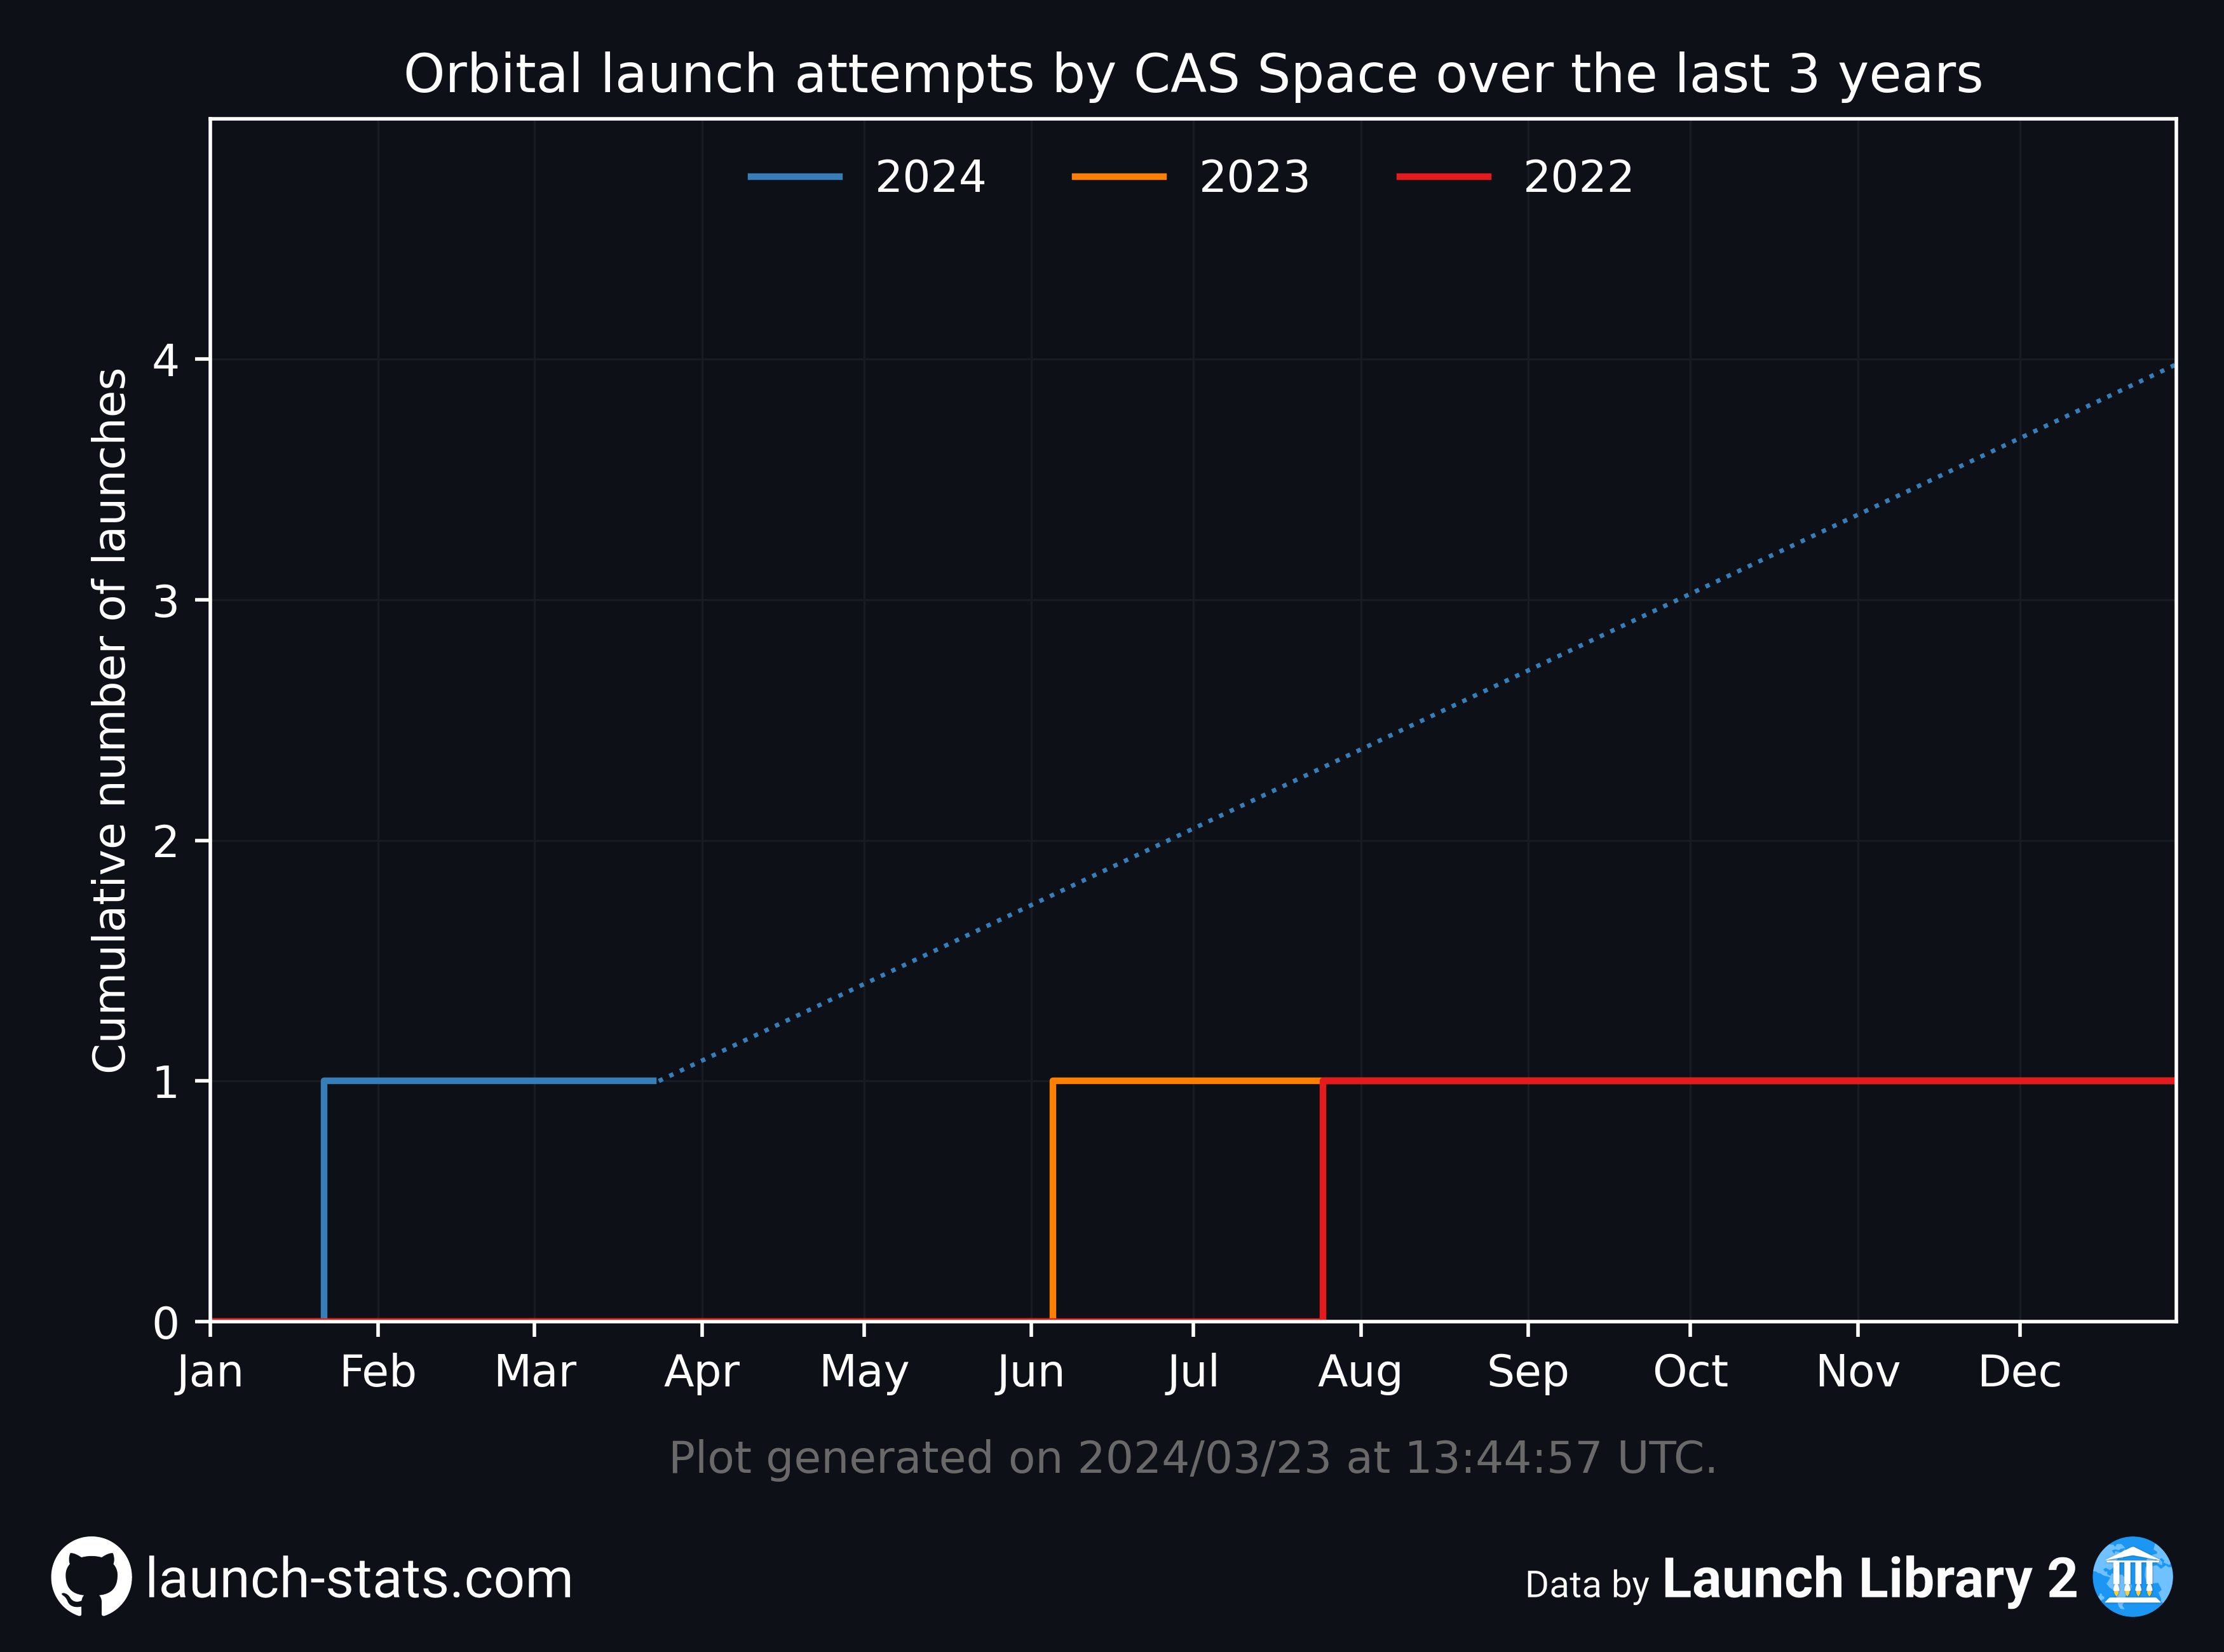 Orbital launch attempts by CAS Space over the last 3 years
2024 2023 2022
Cumulative number of launches
4
3
2
1
0
Jan Feb Mar Apr May Jun Jul Aug Sep Oct Nov Dec
Plot generated on 2024/03/23 at 13:44:57 UTC.
launch-stats.com
Data by Launch Library 2